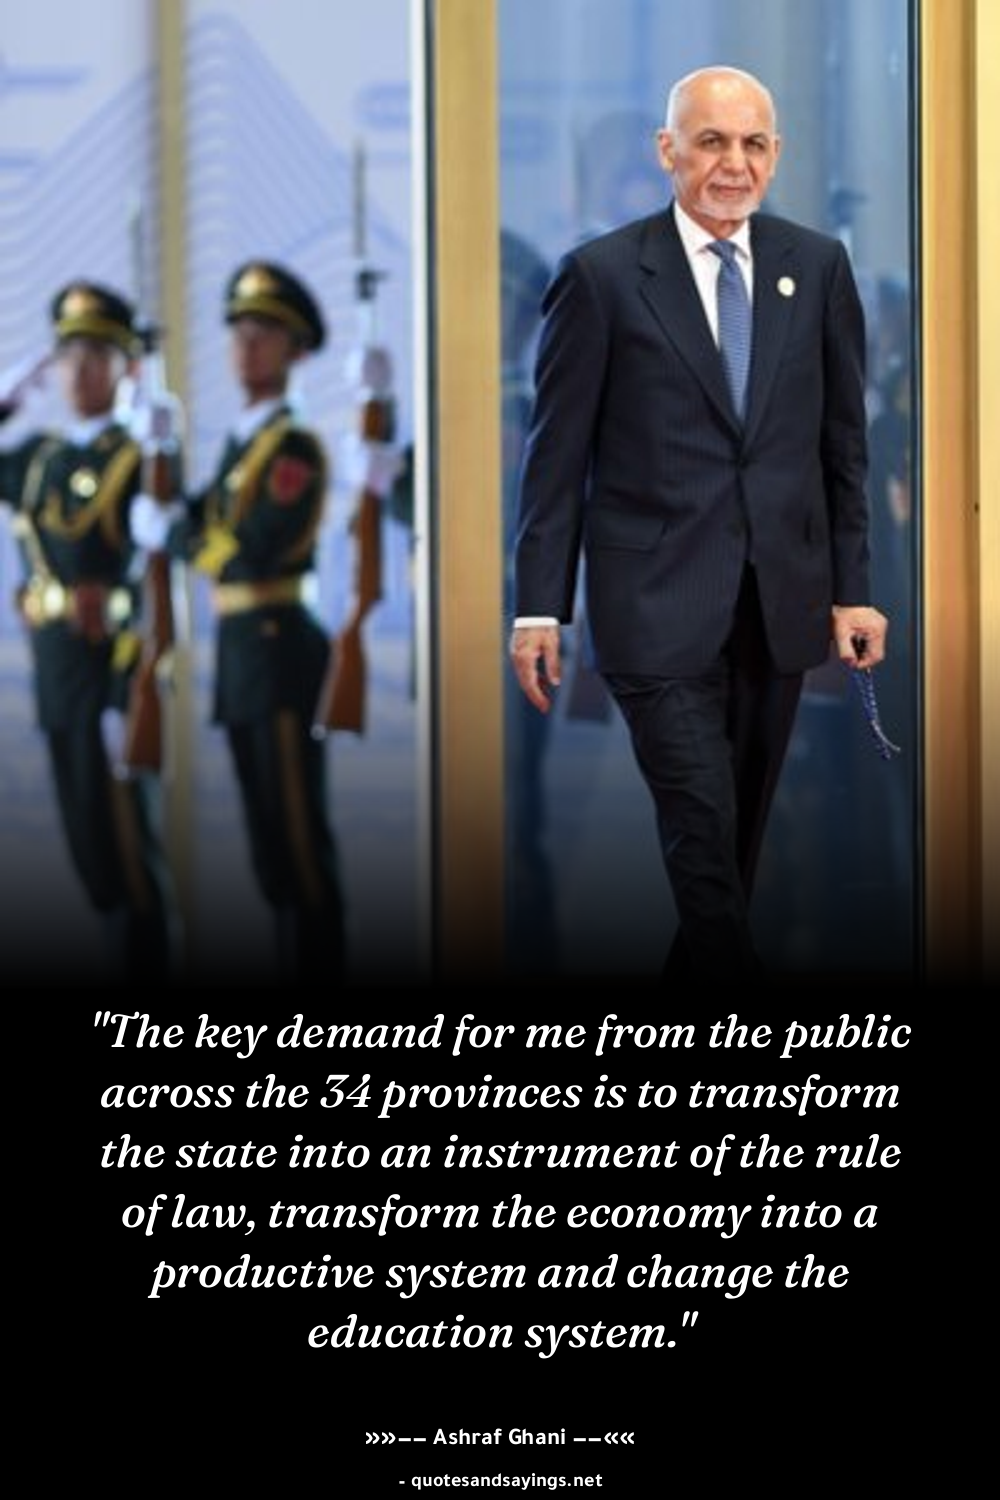 "The key demand for me from the public
across the 34 provinces is to transform
the state into an instrument of the rule
of law, transform the economy into a
productive system and change the
education system."
»»–– Ashraf Ghani ––««
- quotesandsayings.net